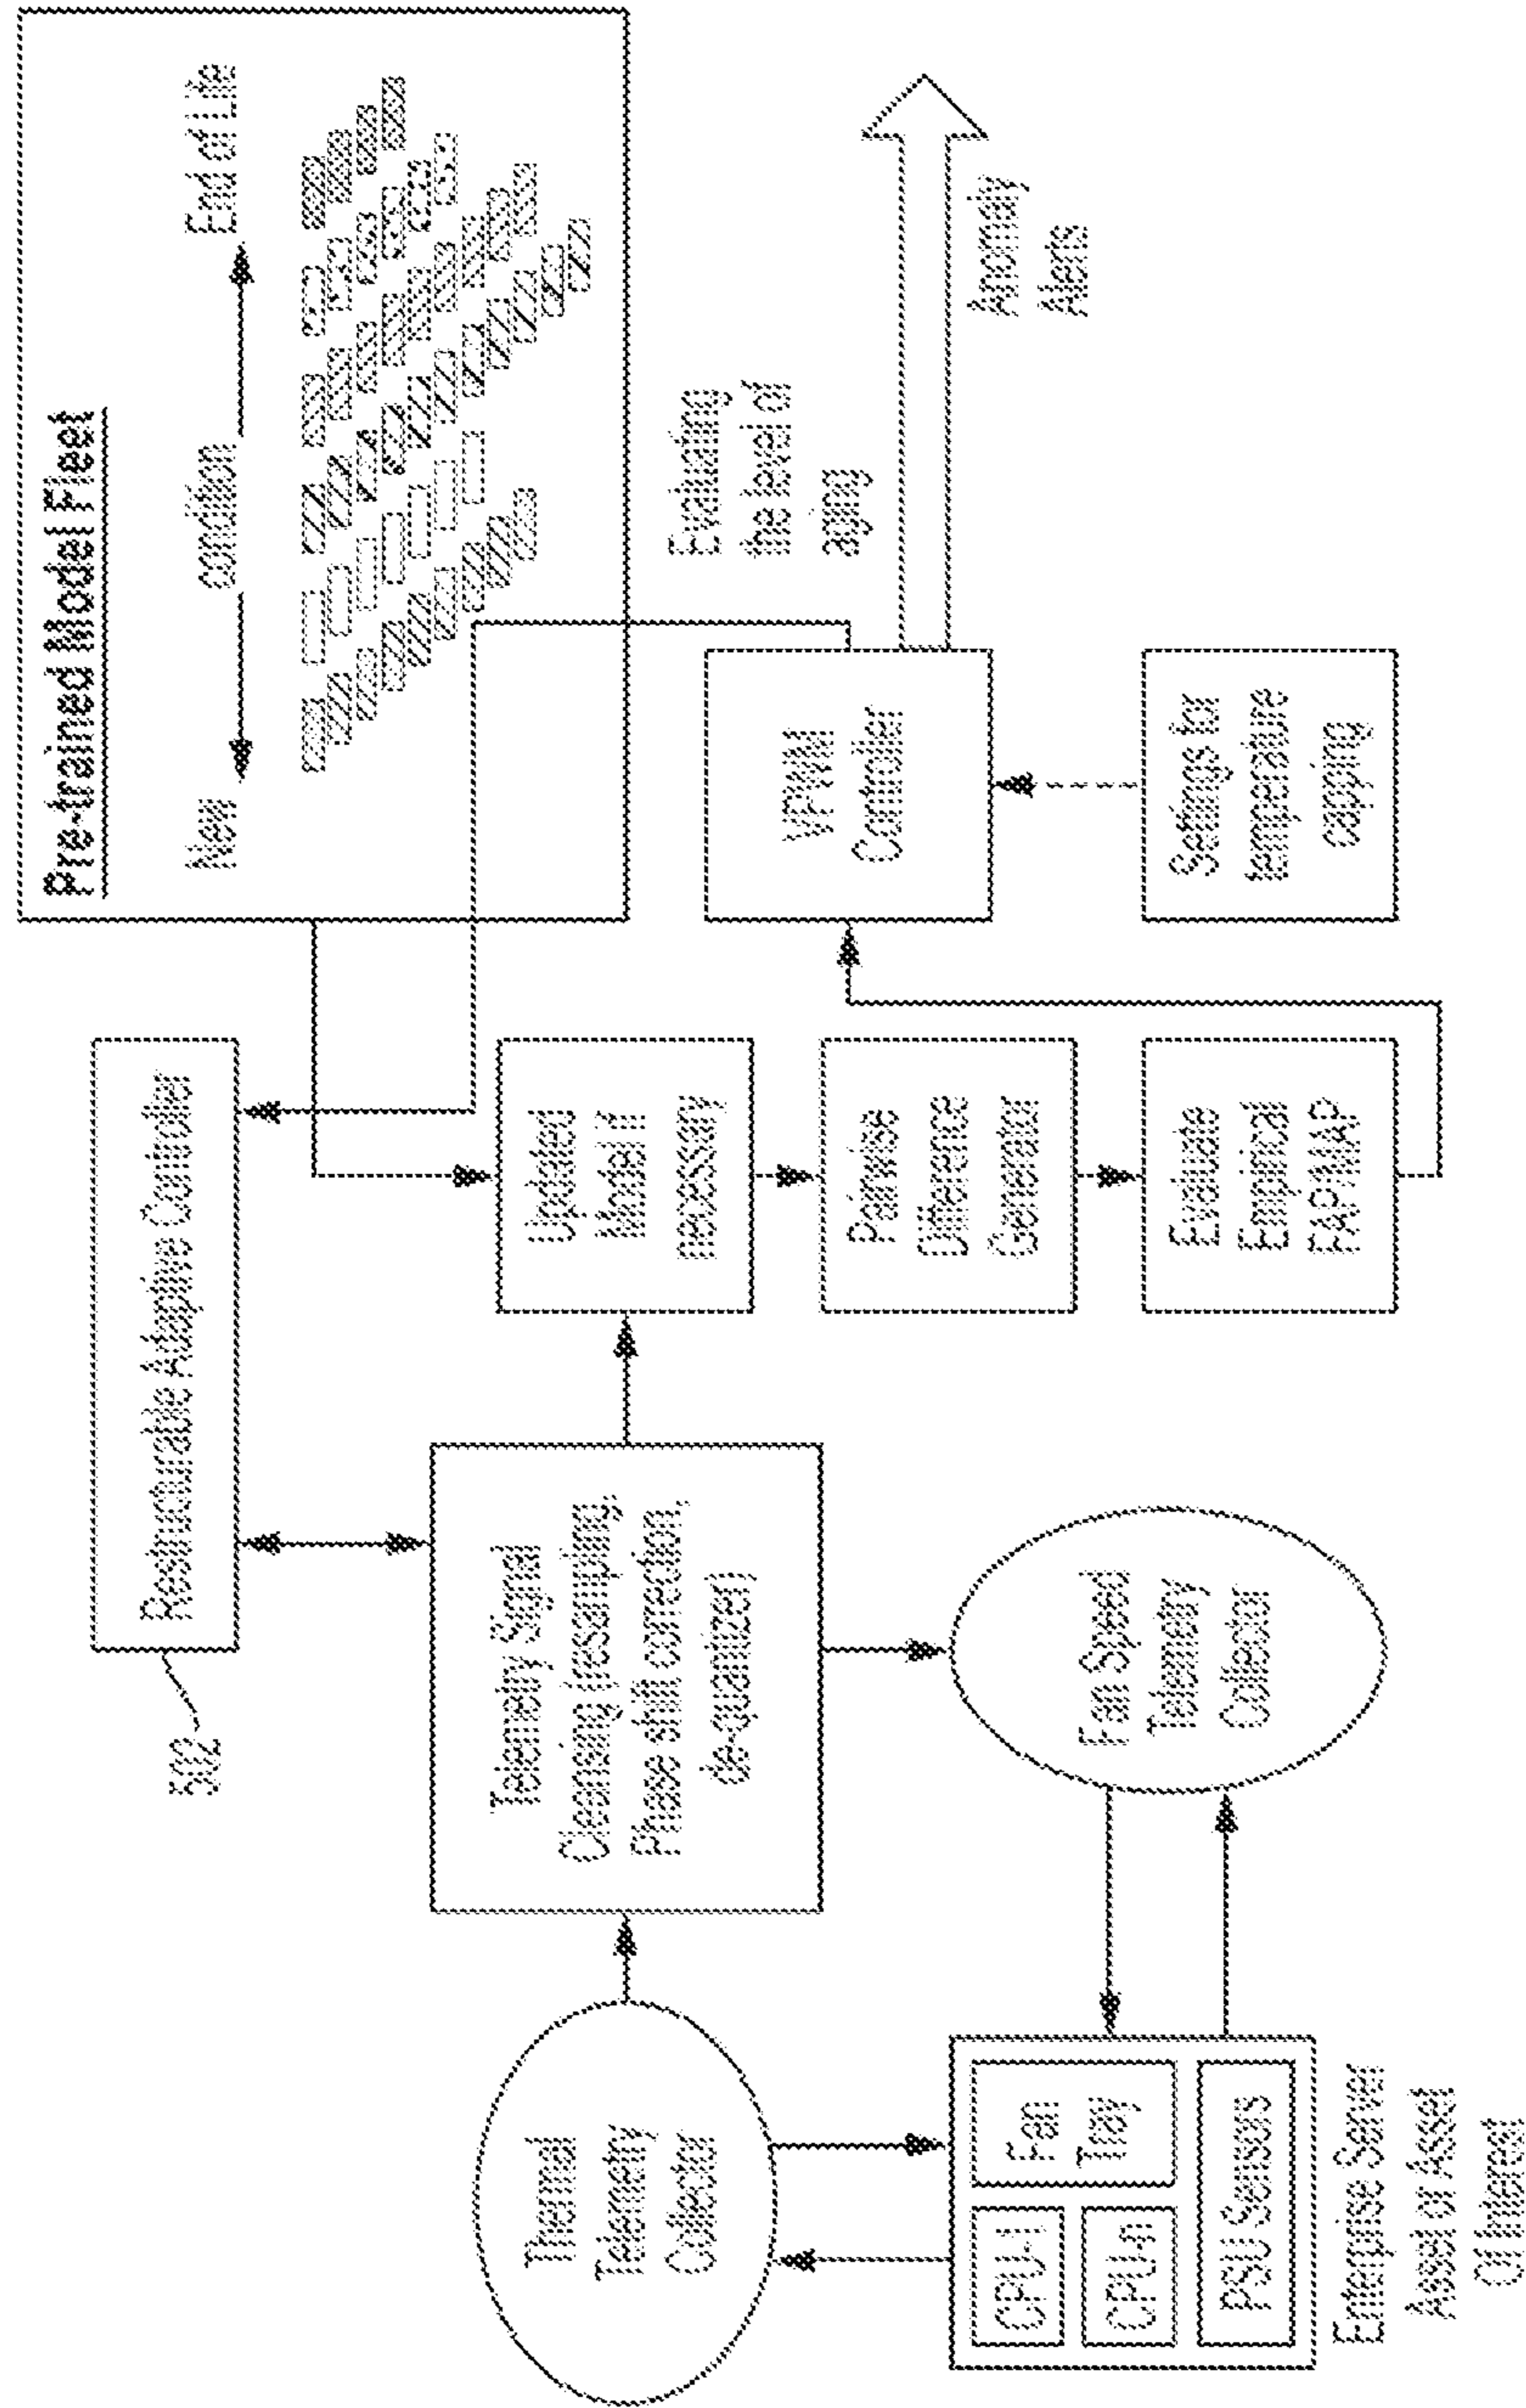 Pre-trained Model Fleet
New
condition
End of Life
Restructurable Adaptive Controller
502
Telemetry Signal
Cleansing [resampling,
Phase shift correction,
de-quantizer]
Updated
Model if
necessary
Pairwise
Difference
Generator
Evaluate
Empirical
FAP/MAP
VPWM
Controller
Settings for
temperature
capping
Evaluating
the level of
aging
Anomaly
Alerts
Thermal
Telemetry
Collector
Fan Speed
Telemetry
Collector
CPU-1
CPU-n
Fan
Tray
PSU Sensors
Enterprise Server
Asset or Asset
Of Interest